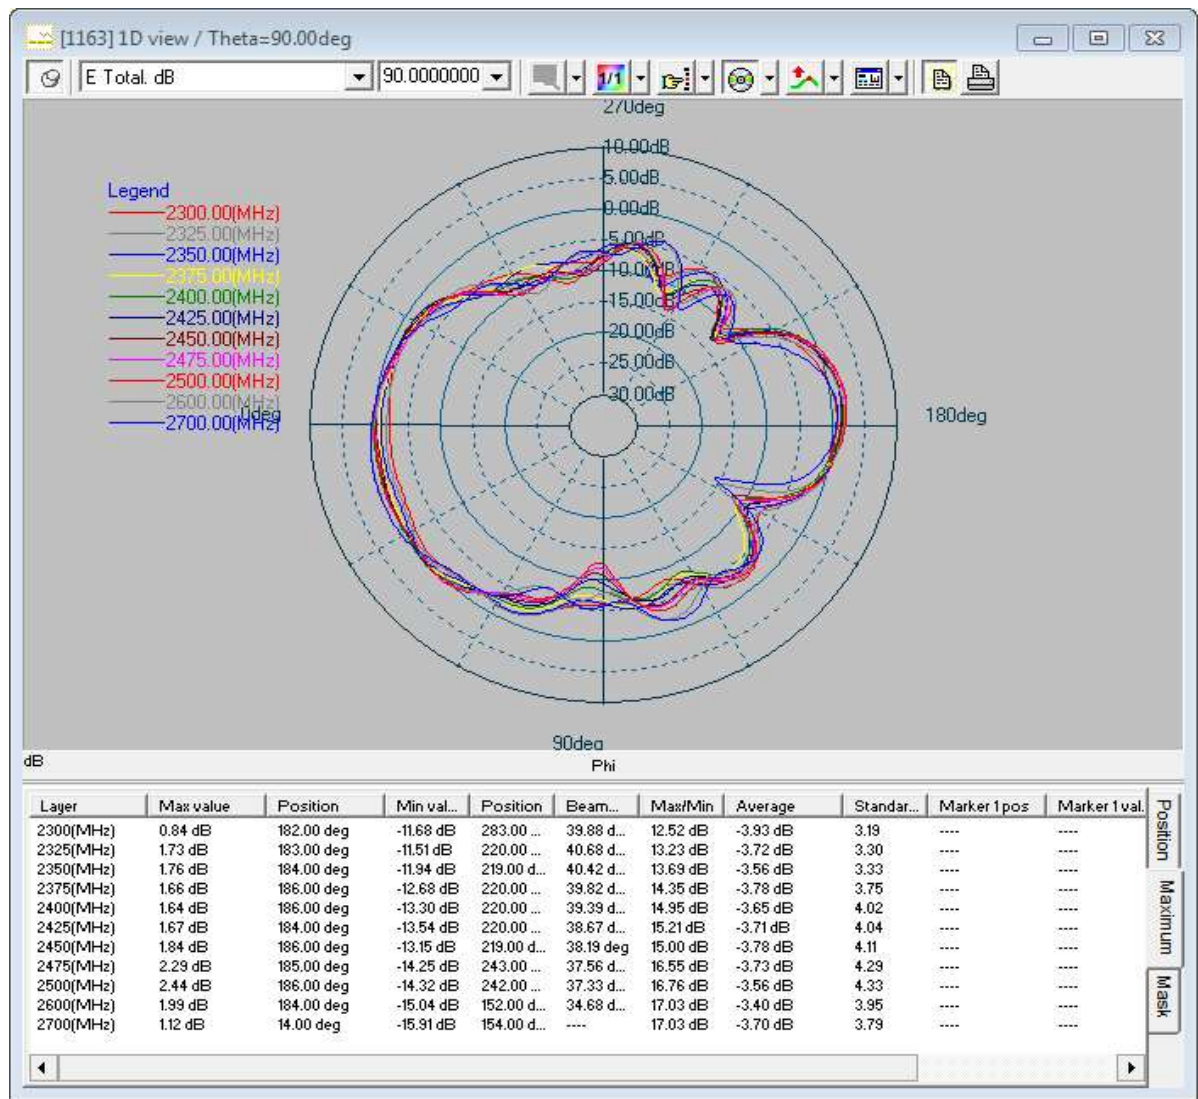 [1163] 1D view / Theta=90.00deg
E Total. dB 90.0000000 1/1
270deg
10.00dB
5.00dB
0.00dB
-5.00dB
-10.00dB
-15.00dB
-20.00dB
-25.00dB
-30.00dB
Legend
2300.00(MHz)
2325.00(MHz)
2350.00(MHz)
2375.00(MHz)
2400.00(MHz)
2425.00(MHz)
2450.00(MHz)
2475.00(MHz)
2500.00(MHz)
2600.00(MHz)
0deg
2700.00(MHz)
180deg
90deg
dB
Phi
Layer Max value Position Min val... Position Beam... Max/Min Average Standar... Marker 1 pos Marker 1 val.
2300(MHz) 0.84 dB 182.00 deg -11.68 dB 283.00 ... 39.88 d... 12.52 dB -3.93 dB 3.19 ---- ----
2325(MHz) 1.73 dB 183.00 deg -11.51 dB 220.00 ... 40.68 d... 13.23 dB -3.72 dB 3.30 ---- ----
2350(MHz) 1.76 dB 184.00 deg -11.94 dB 219.00 d... 40.42 d... 13.69 dB -3.56 dB 3.33 ---- ----
2375(MHz) 1.66 dB 186.00 deg -12.68 dB 220.00 ... 39.82 d... 14.35 dB -3.78 dB 3.75 ---- ----
2400(MHz) 1.64 dB 186.00 deg -13.30 dB 220.00 ... 39.39 d... 14.95 dB -3.65 dB 4.02 ---- ----
2425(MHz) 1.67 dB 184.00 deg -13.54 dB 220.00 ... 38.67 d... 15.21 dB -3.71 dB 4.04 ---- ----
2450(MHz) 1.84 dB 186.00 deg -13.15 dB 219.00 d... 38.19 deg 15.00 dB -3.78 dB 4.11 ---- ----
2475(MHz) 2.29 dB 185.00 deg -14.25 dB 243.00 ... 37.56 d... 16.55 dB -3.73 dB 4.29 ---- ----
2500(MHz) 2.44 dB 186.00 deg -14.32 dB 242.00 ... 37.33 d... 16.76 dB -3.56 dB 4.33 ---- ----
2600(MHz) 1.99 dB 184.00 deg -15.04 dB 152.00 d... 34.68 d... 17.03 dB -3.40 dB 3.95 ---- ----
2700(MHz) 1.12 dB 14.00 deg -15.91 dB 154.00 d... ---- 17.03 dB -3.70 dB 3.79 ---- ----
Position
Maximum
Mask